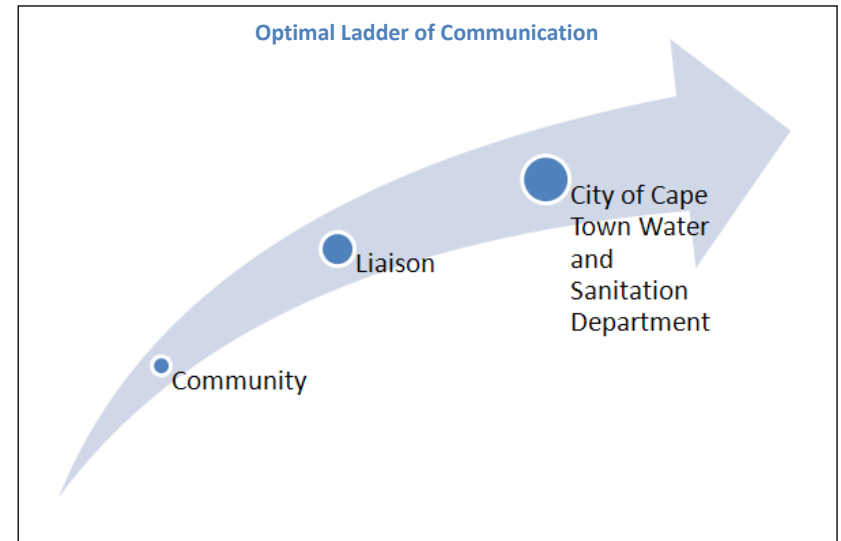 Optimal Ladder of Communication
City of Cape
Town Water
and
Sanitation
Department
Liaison
Community